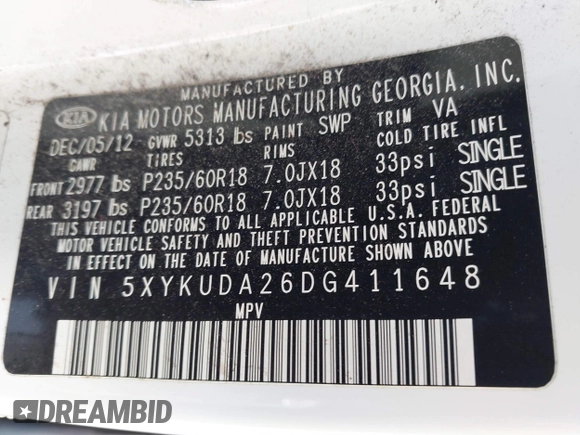 MANUFACTURED BY
KIA KIA MOTORS MANUFACTURING GEORGIA, INC.
DEC/05/12 GVWR 5313 lbs PAINT SWP TRIM VA
GAWR TIRES RIMS COLD TIRE INFL
FRONT 2977 lbs P235/60R18 7.0JX18 33psi SINGLE
REAR 3197 lbs P235/60R18 7.0JX18 33psi SINGLE
THIS VEHICLE CONFORMS TO ALL APPLICABLE U.S.A. FEDERAL
MOTOR VEHICLE SAFETY AND THEFT PREVENTION STANDARDS
IN EFFECT ON THE DATE OF MANUFACTURE SHOWN ABOVE.
VIN 5XYKUDA26DG411648
MPV
DREAMBID